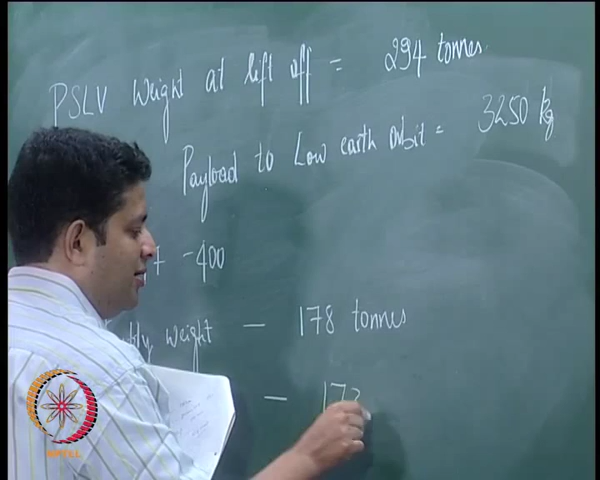 PSLV Weight at lift off = 294 tonnes.
Payload to Low earth orbit = 3250 kg
-400
weight — 178 tonnes
— 173
NPTEL